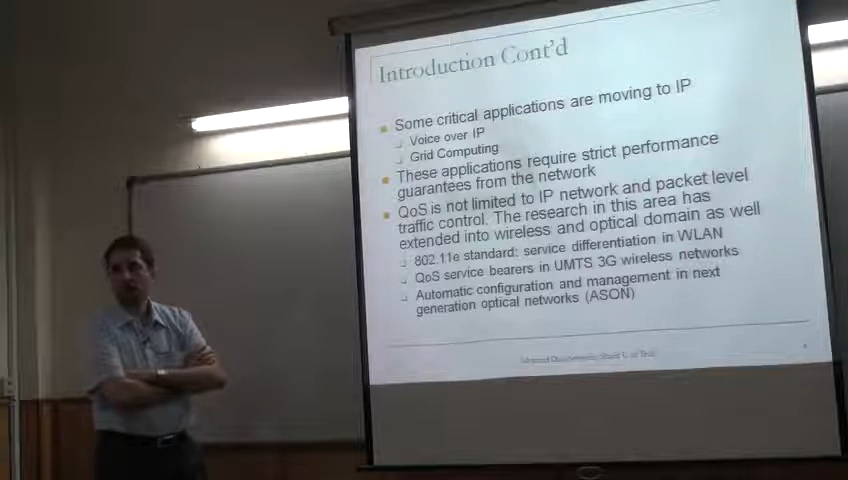 Introduction Cont'd
Some critical applications are moving to IP
Voice over IP
Grid Computing
These applications require strict performance
guarantees from the network
QoS is not limited to IP network and packet level
traffic control. The research in this area has
extended into wireless and optical domain as well
802.11e standard: service differentiation in WLAN
QoS service bearers in UMTS 3G wireless networks
Automatic configuration and management in next
generation optical networks (ASON)